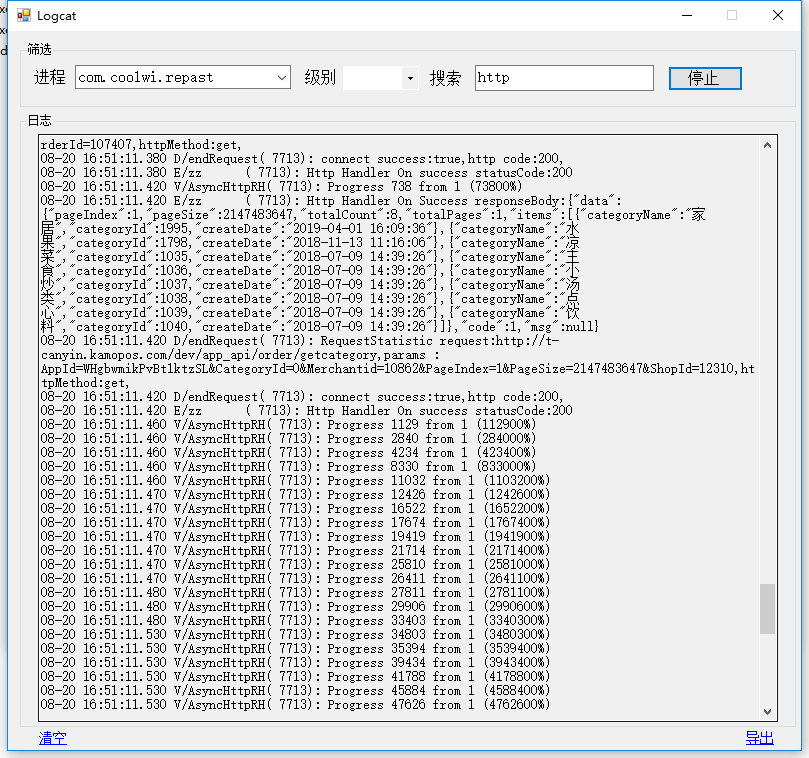 Logcat
筛选
进程 com.coolwi.repast 级别 搜索 http 停止
日志
rderId=107407,httpMethod:get,
08-20 16:51:11.380 D/endRequest( 7713): connect success:true,http code:200,
08-20 16:51:11.380 E/zz      ( 7713): Http Handler On success statusCode:200
08-20 16:51:11.420 V/AsyncHttpRH( 7713): Progress 738 from 1 (73800%)
08-20 16:51:11.420 E/zz      ( 7713): Http Handler On Success responseBody:{"data":
{"pageIndex":1,"pageSize":2147483647,"totalCount":8,"totalPages":1,"items":[{"categoryName":"家
居","categoryId":1995,"createDate":"2019-04-01 16:09:36"},{"categoryName":"水
果","categoryId":1798,"createDate":"2018-11-13 11:16:06"},{"categoryName":"凉
菜","categoryId":1035,"createDate":"2018-07-09 14:39:26"},{"categoryName":"主
食","categoryId":1036,"createDate":"2018-07-09 14:39:26"},{"categoryName":"小
炒","categoryId":1037,"createDate":"2018-07-09 14:39:26"},{"categoryName":"汤
类","categoryId":1038,"createDate":"2018-07-09 14:39:26"},{"categoryName":"点
心","categoryId":1039,"createDate":"2018-07-09 14:39:26"},{"categoryName":"饮
料","categoryId":1040,"createDate":"2018-07-09 14:39:26"}]},"code":1,"msg":null}
08-20 16:51:11.420 D/endRequest( 7713): RequestStatistic request:http://t-
canyin.kamopos.com/dev/app_api/order/getcategory,params :
AppId=WHgbwmikPvBt1ktzSL&CategoryId=0&Merchantid=10862&PageIndex=1&PageSize=2147483647&ShopId=12310,ht
tpMethod:get,
08-20 16:51:11.420 D/endRequest( 7713): connect success:true,http code:200,
08-20 16:51:11.420 E/zz      ( 7713): Http Handler On success statusCode:200
08-20 16:51:11.460 V/AsyncHttpRH( 7713): Progress 1129 from 1 (112900%)
08-20 16:51:11.460 V/AsyncHttpRH( 7713): Progress 2840 from 1 (284000%)
08-20 16:51:11.460 V/AsyncHttpRH( 7713): Progress 4234 from 1 (423400%)
08-20 16:51:11.460 V/AsyncHttpRH( 7713): Progress 8330 from 1 (833000%)
08-20 16:51:11.460 V/AsyncHttpRH( 7713): Progress 11032 from 1 (1103200%)
08-20 16:51:11.470 V/AsyncHttpRH( 7713): Progress 12426 from 1 (1242600%)
08-20 16:51:11.470 V/AsyncHttpRH( 7713): Progress 16522 from 1 (1652200%)
08-20 16:51:11.470 V/AsyncHttpRH( 7713): Progress 17674 from 1 (1767400%)
08-20 16:51:11.470 V/AsyncHttpRH( 7713): Progress 19419 from 1 (1941900%)
08-20 16:51:11.470 V/AsyncHttpRH( 7713): Progress 21714 from 1 (2171400%)
08-20 16:51:11.470 V/AsyncHttpRH( 7713): Progress 25810 from 1 (2581000%)
08-20 16:51:11.470 V/AsyncHttpRH( 7713): Progress 26411 from 1 (2641100%)
08-20 16:51:11.480 V/AsyncHttpRH( 7713): Progress 27811 from 1 (2781100%)
08-20 16:51:11.480 V/AsyncHttpRH( 7713): Progress 29906 from 1 (2990600%)
08-20 16:51:11.480 V/AsyncHttpRH( 7713): Progress 33403 from 1 (3340300%)
08-20 16:51:11.530 V/AsyncHttpRH( 7713): Progress 34803 from 1 (3480300%)
08-20 16:51:11.530 V/AsyncHttpRH( 7713): Progress 35394 from 1 (3539400%)
08-20 16:51:11.530 V/AsyncHttpRH( 7713): Progress 39434 from 1 (3943400%)
08-20 16:51:11.530 V/AsyncHttpRH( 7713): Progress 41788 from 1 (4178800%)
08-20 16:51:11.530 V/AsyncHttpRH( 7713): Progress 45884 from 1 (4588400%)
08-20 16:51:11.530 V/AsyncHttpRH( 7713): Progress 47626 from 1 (4762600%)
清空 导出